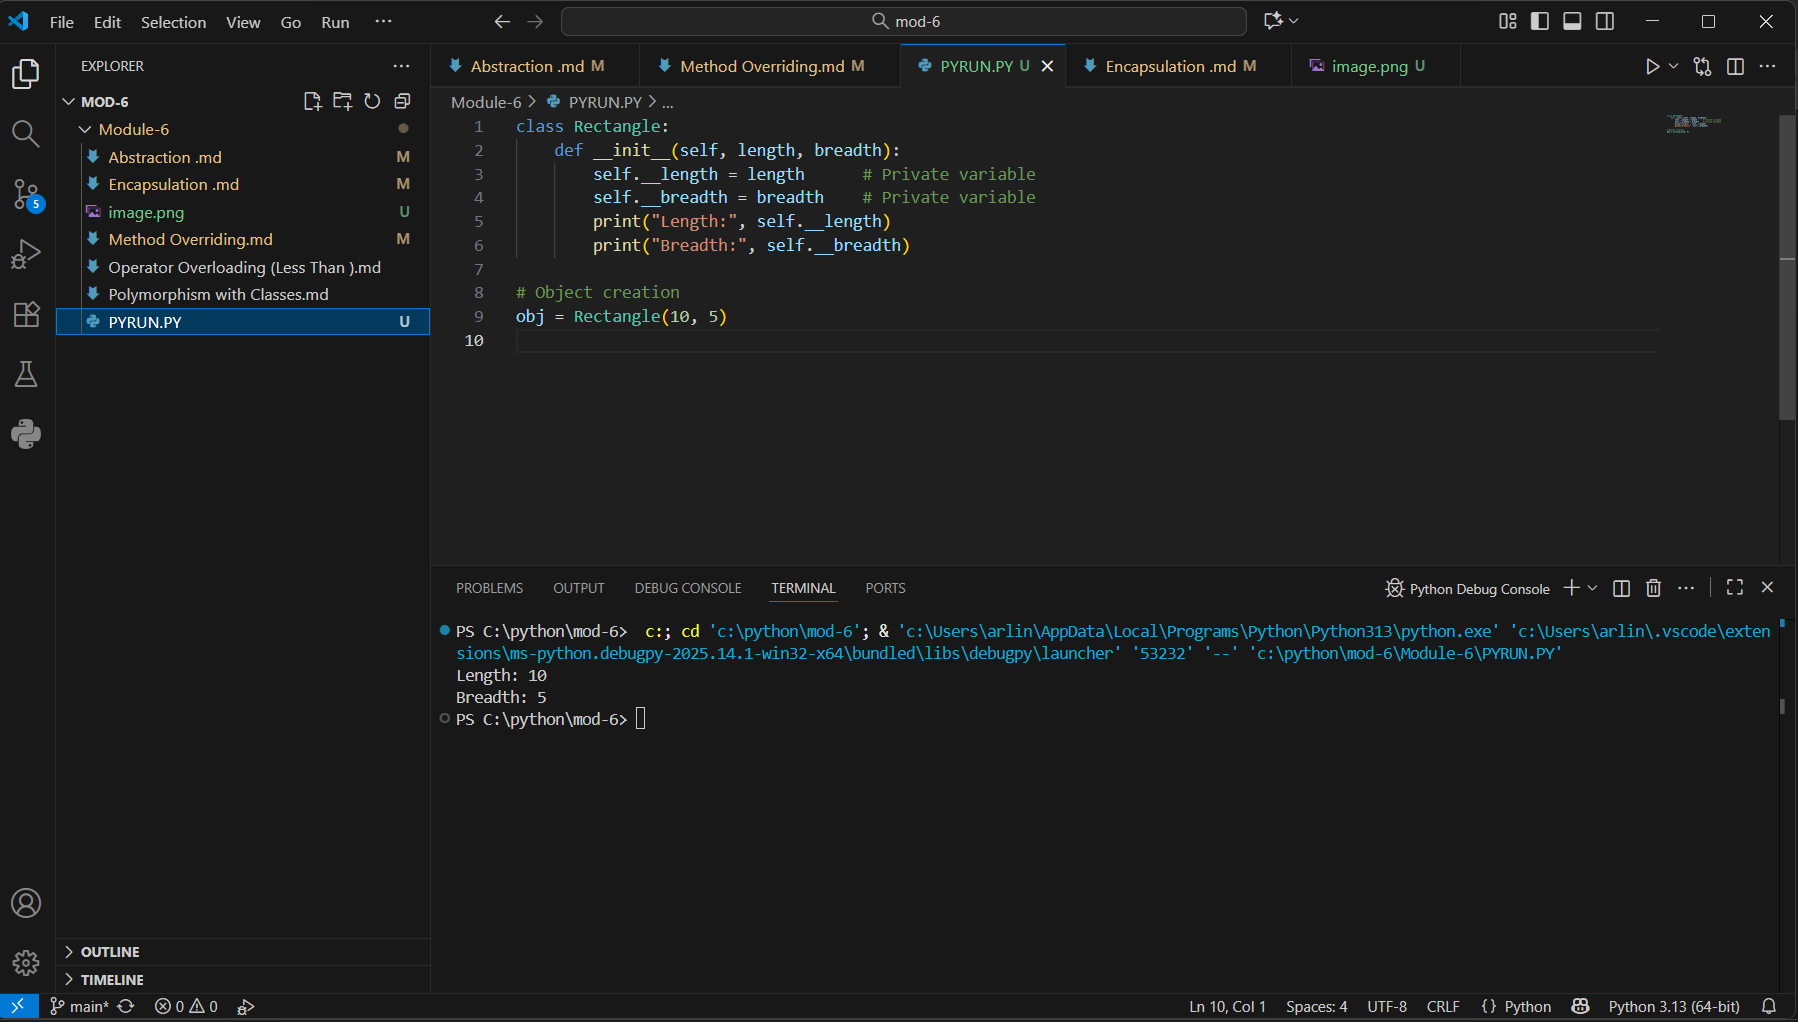 File Edit Selection View Go Run ···
mod-6
EXPLORER ···
MOD-6
Module-6
Abstraction .md M
Encapsulation .md M
image.png U
Method Overriding.md M
Operator Overloading (Less Than ).md
Polymorphism with Classes.md
PYRUN.PY U
OUTLINE
TIMELINE
Abstraction .md M
Method Overriding.md M
PYRUN.PY U
Encapsulation .md M
image.png U
Module-6 > PYRUN.PY > ...
1 class Rectangle:
2 def __init__(self, length, breadth):
3 self.__length = length # Private variable
4 self.__breadth = breadth # Private variable
5 print("Length:", self.__length)
6 print("Breadth:", self.__breadth)
7
8 # Object creation
9 obj = Rectangle(10, 5)
10
PROBLEMS OUTPUT DEBUG CONSOLE TERMINAL PORTS
Python Debug Console
PS C:\python\mod-6> c:; cd 'c:\python\mod-6'; & 'c:\Users\arlin\AppData\Local\Programs\Python\Python313\python.exe' 'c:\Users\arlin\.vscode\exten
sions\ms-python.debugpy-2025.14.1-win32-x64\bundled\libs\debugpy\launcher' '53232' '--' 'c:\python\mod-6\Module-6\PYRUN.PY'
Length: 10
Breadth: 5
PS C:\python\mod-6>
5
main* 0 0
Ln 10, Col 1 Spaces: 4 UTF-8 CRLF {} Python Python 3.13 (64-bit)